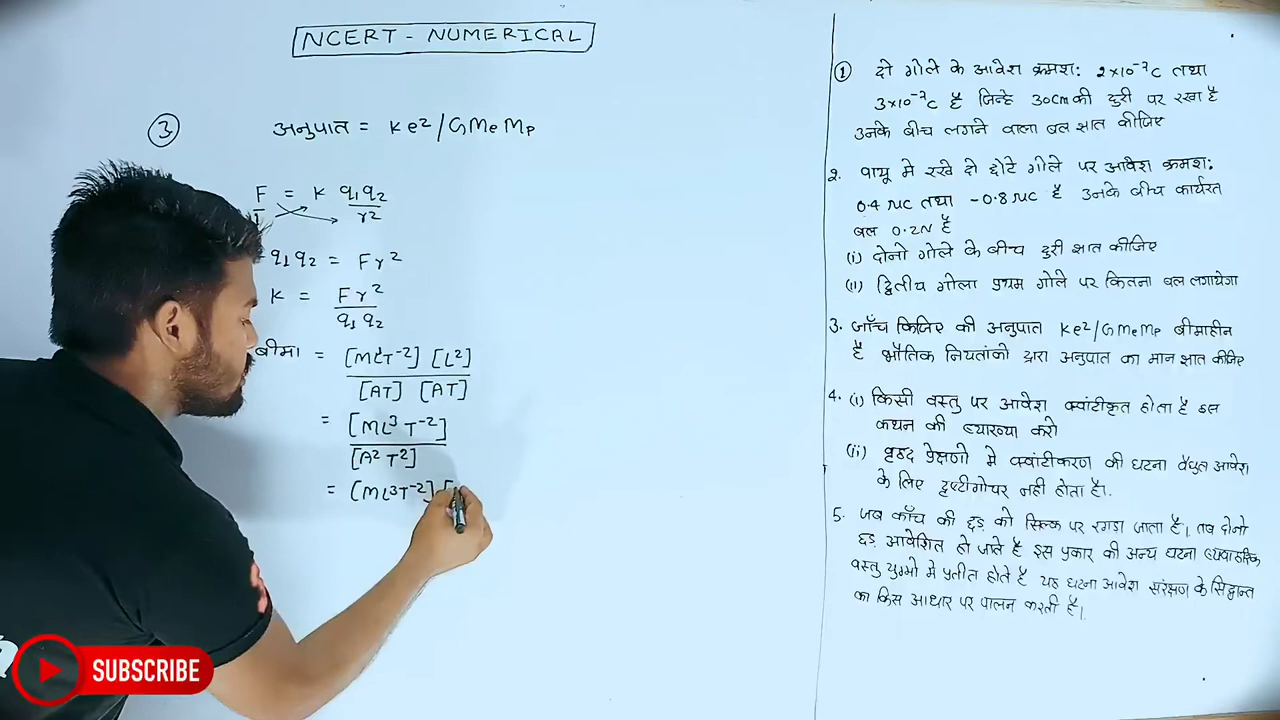 NCERT - NUMERICAL
③ अनुपात = Ke²/GMeMp
F = K q₁q₂
r²
q₁q₂ = Fr²
K = Fr²
q₁ q₂
बीमा = [ML¹T⁻²] [L²]
[AT] [AT]
= [ML³T⁻²]
[A²T²]
= [ML³T⁻²] [
① दो गोले के आवेश क्रमश: 2×10⁻⁷C तथा
3×10⁻⁷C है जिन्हे 30cm की दुरी पर रखा है
उनके बीच लगने वाला बल ज्ञात कीजिए
2. वायू मे रखे दो छोटे गोले पर आवेश क्रमश:
0.4 μC तथा -0.8 μC है उनके बीच कार्यरत
बल 0.2N है
(i) दोनो गोले के बीच दुरी ज्ञात कीजिए
(ii) द्वितीय गोला प्रथम गोले पर कितना बल लगायेगा
3. जाँच किजिए की अनुपात Ke²/GMeMp बीमाहीन
है भौतिक नियतांको द्वारा अनुपात का मान ज्ञात कीजिए
4. (i) किसी वस्तु पर आवेश क्वांटीकृत होता है इस
कथन की व्याख्या करो
(ii) वृहद प्रेक्षणो मे क्वांटीकरण की घटना वैधुत आवेश
के लिए दृष्टीगोचर नही होता है।
5. जब काँच की छड़ को सिल्क पर रगडा जाता है। तब दोनो
छड़ आवेशित हो जाते है इस प्रकार की अन्य घटना
वस्तु युग्मो मे प्रतीत होते है यह घटना आवेश संरक्षण के सिद्वान्त
का किस आधार पर पालन करती है।
SUBSCRIBE